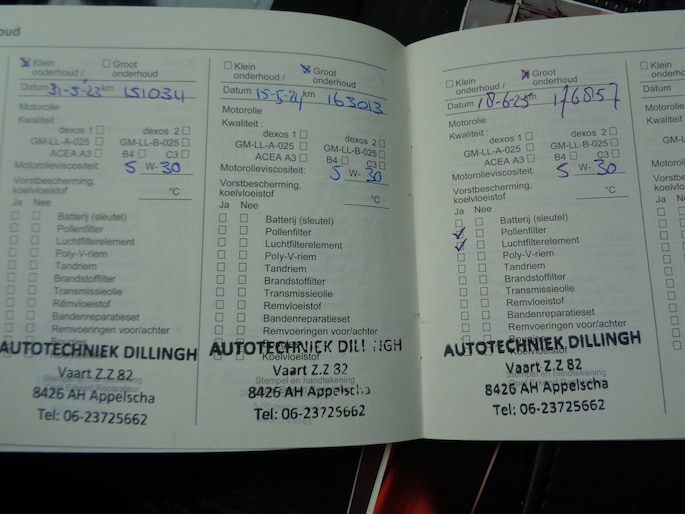 oud
Klein onderhoud / Groot onderhoud
Datum 31-5-23 km 151034
Motorolie
Kwaliteit :
dexos 1 dexos 2
GM-LL-A-025 GM-LL-B-025
ACEA A3 B4 C3
Motorolieviscositeit: 5 W- 30
Vorstbescherming, koelvloeistof °C
Ja Nee
Batterij (sleutel)
Pollenfilter
Luchtfilterelement
Poly-V-riem
Tandriem
Brandstoffilter
Transmissieolie
Remvloeistof
Bandenreparatieset
Remvoeringen voor/achter
AUTOTECHNIEK DILLINGH
Vaart Z.Z 82
8426 AH Appelscha
Tel: 06-23725662
Klein onderhoud / Groot onderhoud
Datum 15-5-24 km 163013
Motorolie
Kwaliteit :
dexos 1 dexos 2
GM-LL-A-025 GM-LL-B-025
ACEA A3 B4 C3
Motorolieviscositeit: 5 W- 30
Vorstbescherming, koelvloeistof °C
Ja Nee
Batterij (sleutel)
Pollenfilter
Luchtfilterelement
Poly-V-riem
Tandriem
Brandstoffilter
Transmissieolie
Remvloeistof
Bandenreparatieset
Remvoeringen voor/achter
Koelvloeistof
AUTOTECHNIEK DILLINGH
Stempel en handtekening
Vaart Z.Z 82
8426 AH Appelscha
Tel: 06-23725662
Klein onderhoud / Groot onderhoud
Datum 18-6-25 km 176857
Motorolie
Kwaliteit :
dexos 1 dexos 2
GM-LL-A-025 GM-LL-B-025
ACEA A3 B4 C3
Motorolieviscositeit: 5 W- 30
Vorstbescherming, koelvloeistof °C
Ja Nee
Batterij (sleutel)
Pollenfilter
Luchtfilterelement
Poly-V-riem
Tandriem
Brandstoffilter
Transmissieolie
Remvloeistof
Bandenreparatieset
Remvoeringen voor/achter
Koelvloeistof
AUTOTECHNIEK DILLINGH
Stempel en handtekening
Vaart Z.Z 82
8426 AH Appelscha
Tel: 06-23725662